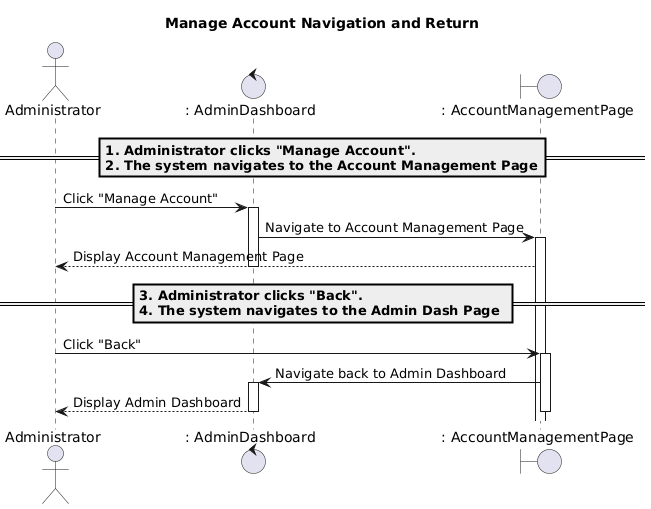 Manage Account Navigation and Return
Administrator
: AdminDashboard
: AccountManagementPage
1. Administrator clicks "Manage Account".
2. The system navigates to the Account Management Page
Click "Manage Account"
Navigate to Account Management Page
Display Account Management Page
3. Administrator clicks "Back".
4. The system navigates to the Admin Dash Page
Click "Back"
Navigate back to Admin Dashboard
Display Admin Dashboard
Administrator
: AdminDashboard
: AccountManagementPage